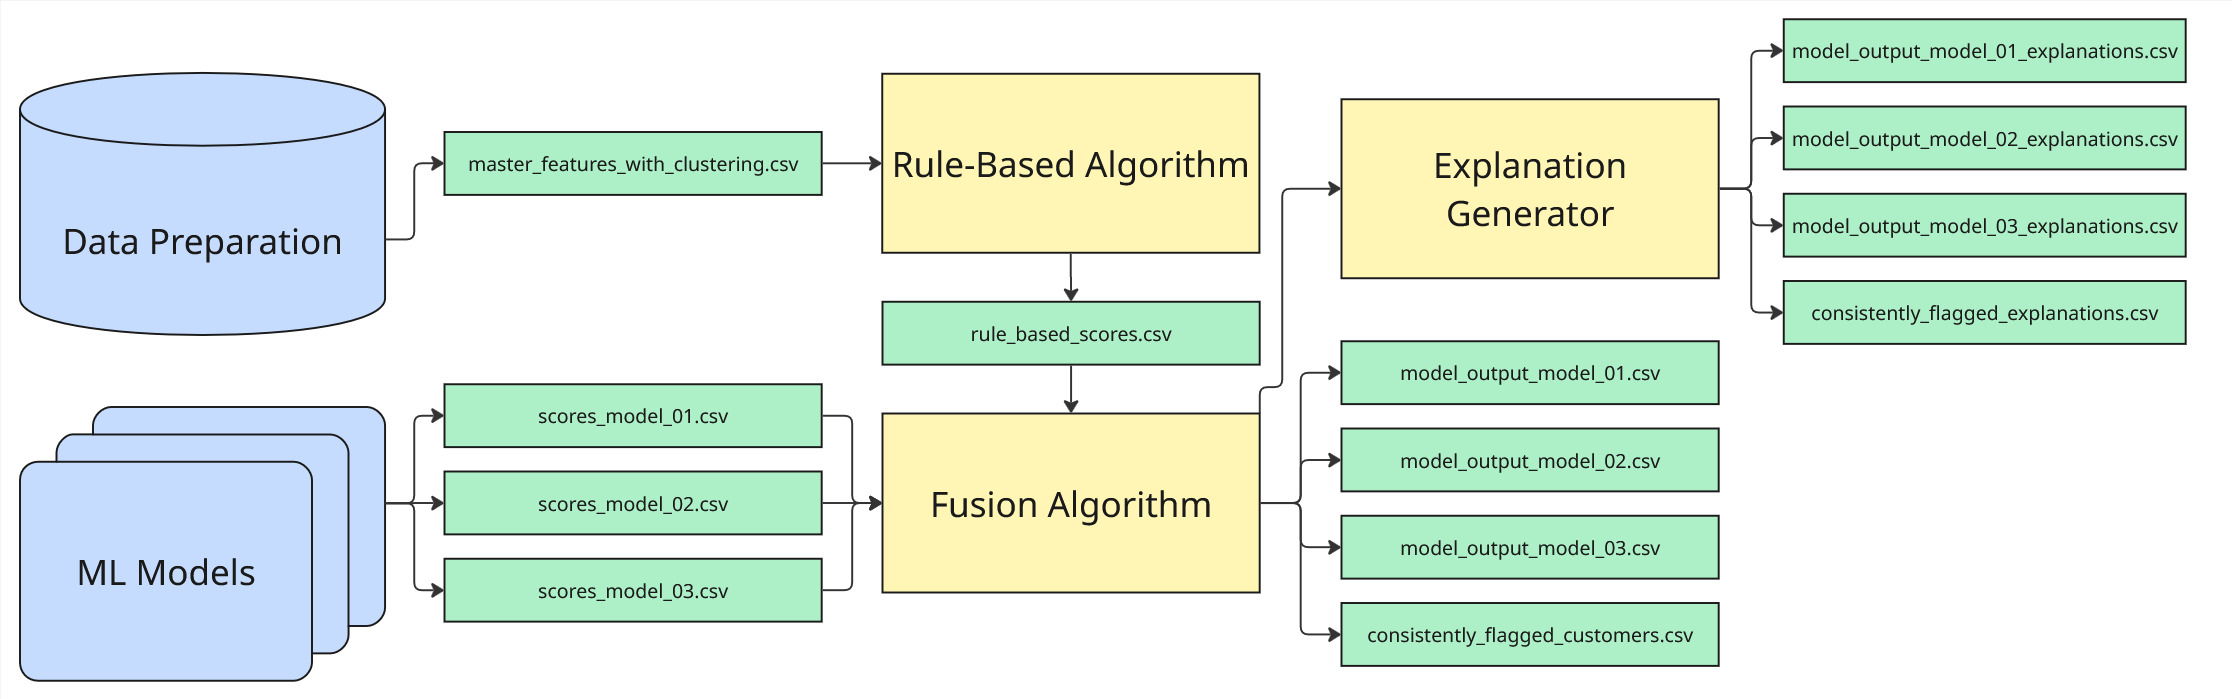 Data Preparation
master_features_with_clustering.csv
Rule-Based Algorithm
rule_based_scores.csv
ML Models
scores_model_01.csv
scores_model_02.csv
scores_model_03.csv
Fusion Algorithm
Explanation
Generator
model_output_model_01.csv
model_output_model_02.csv
model_output_model_03.csv
consistently_flagged_customers.csv
model_output_model_01_explanations.csv
model_output_model_02_explanations.csv
model_output_model_03_explanations.csv
consistently_flagged_explanations.csv